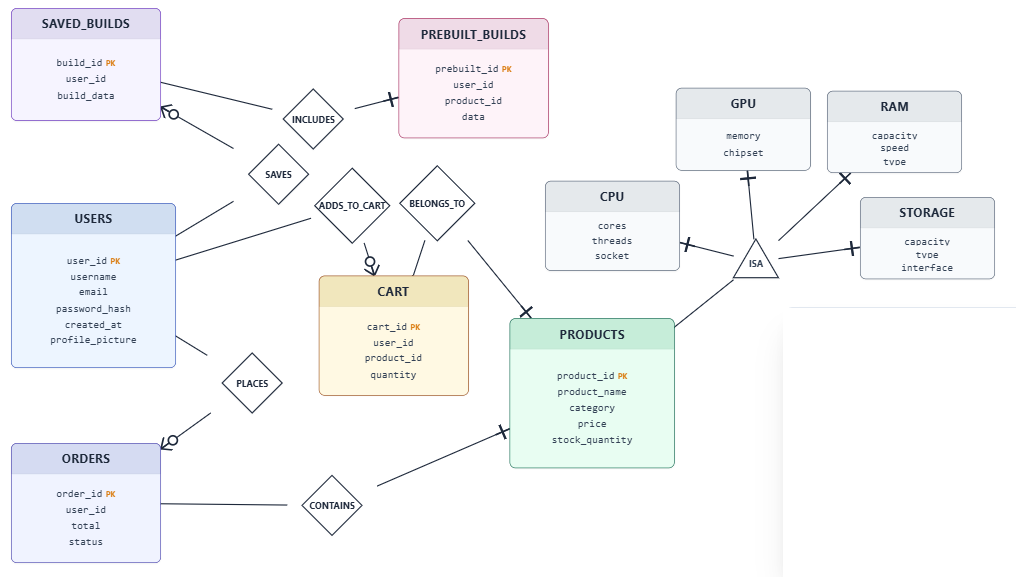 SAVED_BUILDS
build_id PK
user_id
build_data
PREBUILT_BUILDS
prebuilt_id PK
user_id
product_id
data
INCLUDES
SAVES
GPU
memory
chipset
RAM
capacity
speed
type
CPU
cores
threads
socket
STORAGE
capacity
type
interface
ISA
USERS
user_id PK
username
email
password_hash
created_at
profile_picture
ADDS_TO_CART
BELONGS_TO
CART
cart_id PK
user_id
product_id
quantity
PRODUCTS
product_id PK
product_name
category
price
stock_quantity
PLACES
ORDERS
order_id PK
user_id
total
status
CONTAINS